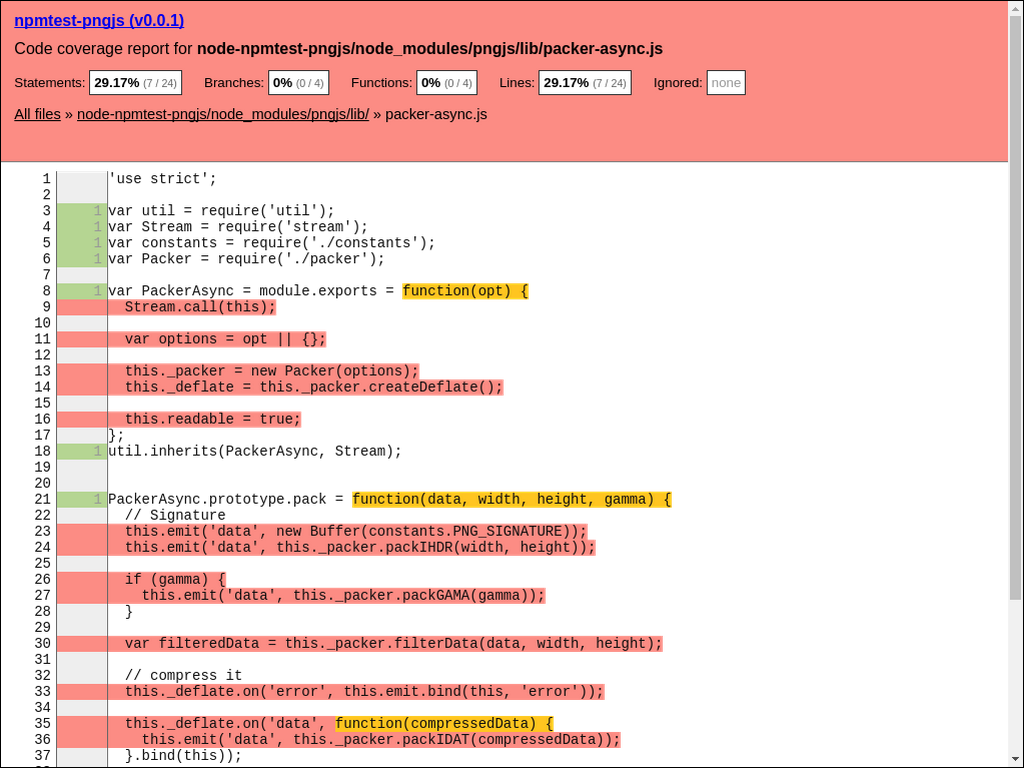 npmtest-pngjs (v0.0.1)
Code coverage report for node-npmtest-pngjs/node_modules/pngjs/lib/packer-async.js
Statements: 29.17% (7 / 24) Branches: 0% (0 / 4) Functions: 0% (0 / 4) Lines: 29.17% (7 / 24) Ignored: none
All files » node-npmtest-pngjs/node_modules/pngjs/lib/ » packer-async.js
1 'use strict';
2
3 1 var util = require('util');
4 1 var Stream = require('stream');
5 1 var constants = require('./constants');
6 1 var Packer = require('./packer');
7
8 1 var PackerAsync = module.exports = function(opt) {
9 Stream.call(this);
10
11 var options = opt || {};
12
13 this._packer = new Packer(options);
14 this._deflate = this._packer.createDeflate();
15
16 this.readable = true;
17 };
18 1 util.inherits(PackerAsync, Stream);
19
20
21 1 PackerAsync.prototype.pack = function(data, width, height, gamma) {
22 // Signature
23 this.emit('data', new Buffer(constants.PNG_SIGNATURE));
24 this.emit('data', this._packer.packIHDR(width, height));
25
26 if (gamma) {
27 this.emit('data', this._packer.packGAMA(gamma));
28 }
29
30 var filteredData = this._packer.filterData(data, width, height);
31
32 // compress it
33 this._deflate.on('error', this.emit.bind(this, 'error'));
34
35 this._deflate.on('data', function(compressedData) {
36 this.emit('data', this._packer.packIDAT(compressedData));
37 }.bind(this));